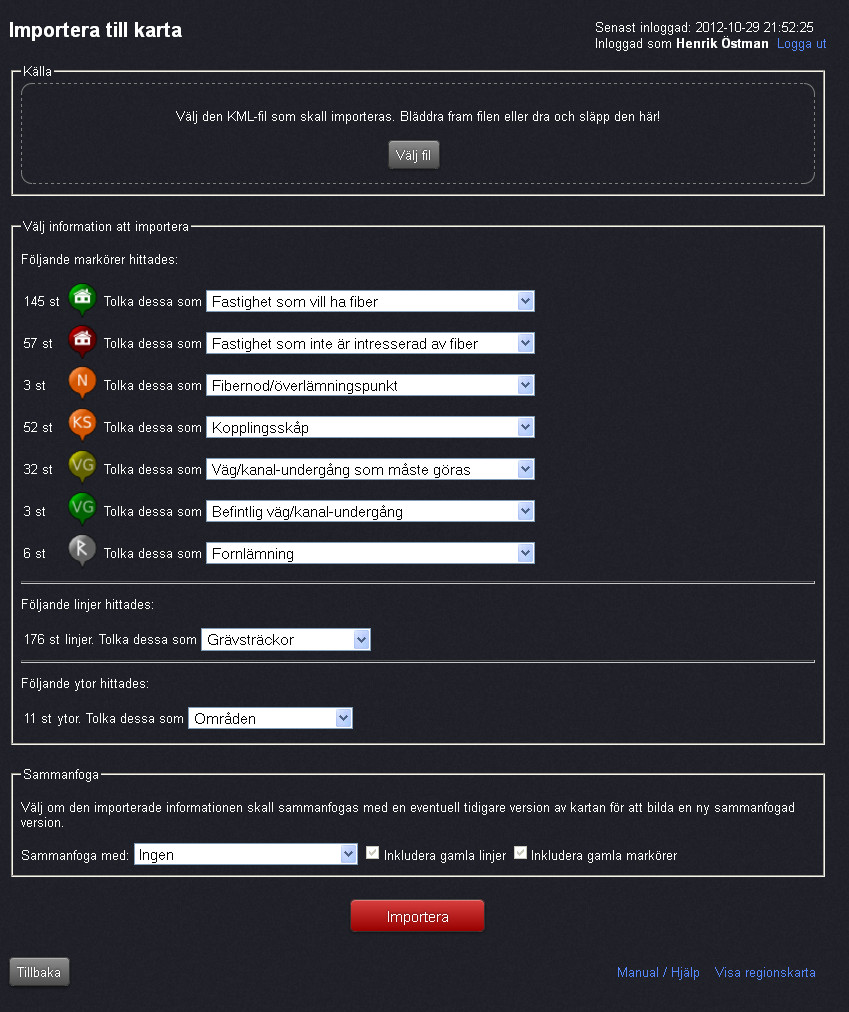 Importera till karta
Senast inloggad: 2012-10-29 21:52:25
Inloggad som Henrik Östman Logga ut
Källa
Välj den KML-fil som skall importeras. Bläddra fram filen eller dra och släpp den här!
Välj fil
Välj information att importera
Följande markörer hittades:
145 st Tolka dessa som Fastighet som vill ha fiber
57 st Tolka dessa som Fastighet som inte är intresserad av fiber
3 st N Tolka dessa som Fibernod/överlämningspunkt
52 st KS Tolka dessa som Kopplingsskåp
32 st VG Tolka dessa som Väg/kanal-undergång som måste göras
3 st VG Tolka dessa som Befintlig väg/kanal-undergång
6 st R Tolka dessa som Fornlämning
Följande linjer hittades:
176 st linjer. Tolka dessa som Grävsträckor
Följande ytor hittades:
11 st ytor. Tolka dessa som Områden
Sammanfoga
Välj om den importerade informationen skall sammanfogas med en eventuell tidigare version av kartan för att bilda en ny sammanfogad
version.
Sammanfoga med: Ingen Inkludera gamla linjer Inkludera gamla markörer
Importera
Tillbaka
Manual / Hjälp Visa regionskarta